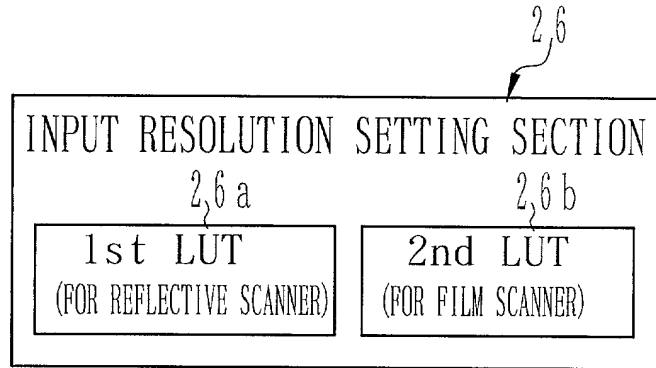 26
INPUT RESOLUTION SETTING SECTION
26a
26b
1st LUT
(FOR REFLECTIVE SCANNER)
2nd LUT
(FOR FILM SCANNER)